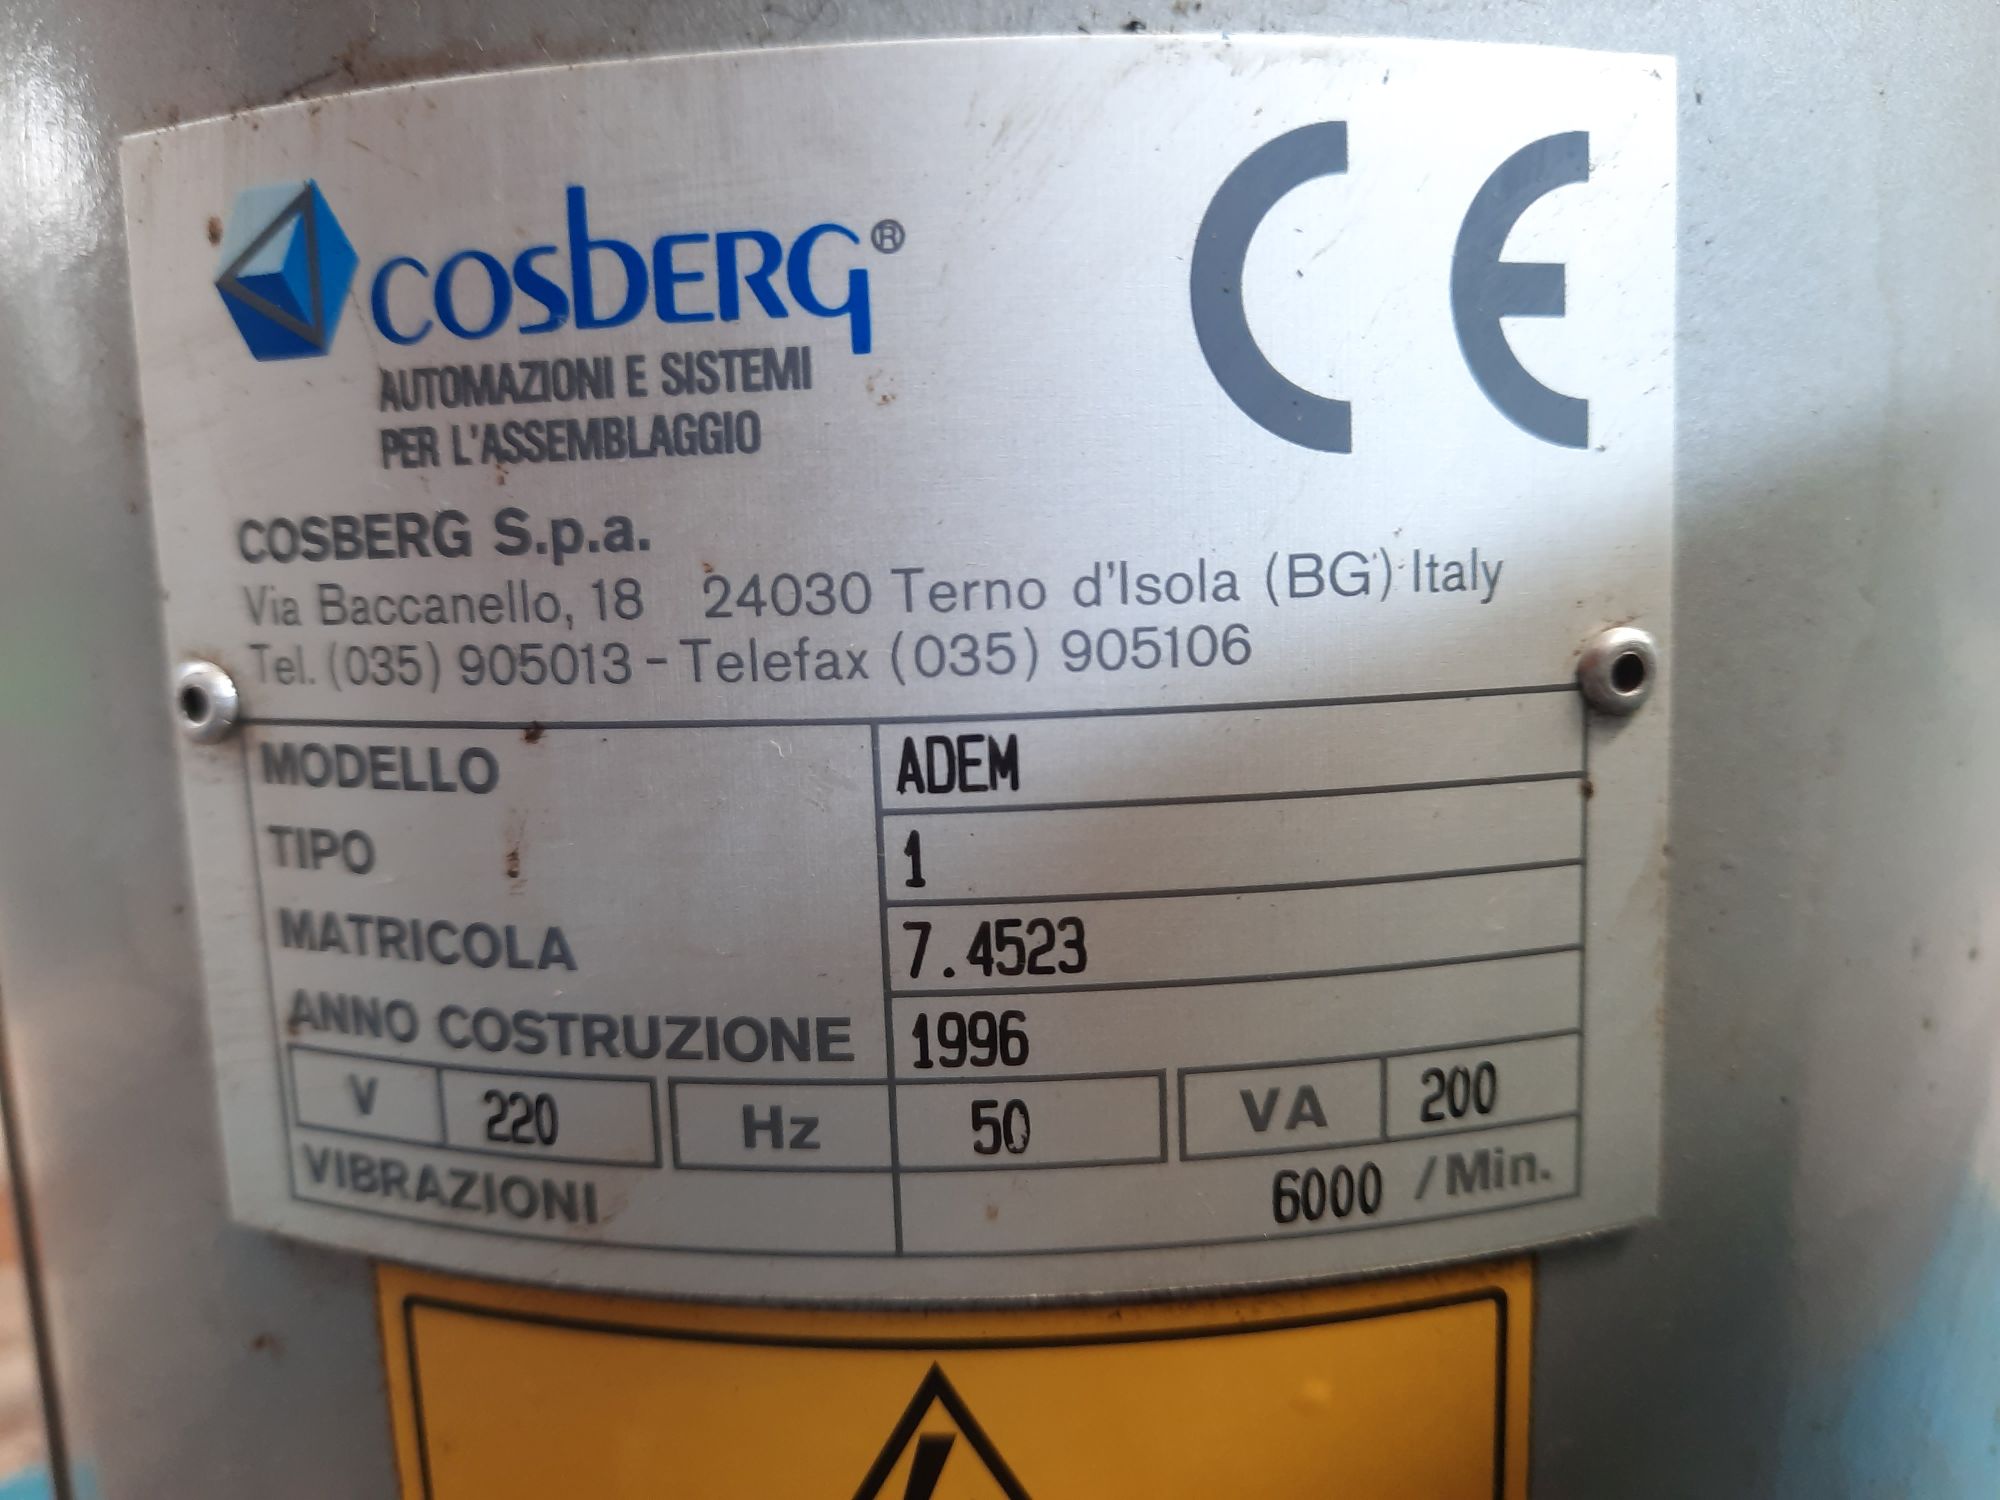 COSBERG®
AUTOMAZIONI E SISTEMI
PER L'ASSEMBLAGGIO
CE
COSBERG S.p.a.
Via Baccanello, 18 24030 Terno d'Isola (BG) Italy
Tel. (035) 905013 - Telefax (035) 905106
MODELLO ADEM
TIPO 1
MATRICOLA 7.4523
ANNO COSTRUZIONE 1996
V 220 Hz 50 VA 200
VIBRAZIONI 6000 /Min.